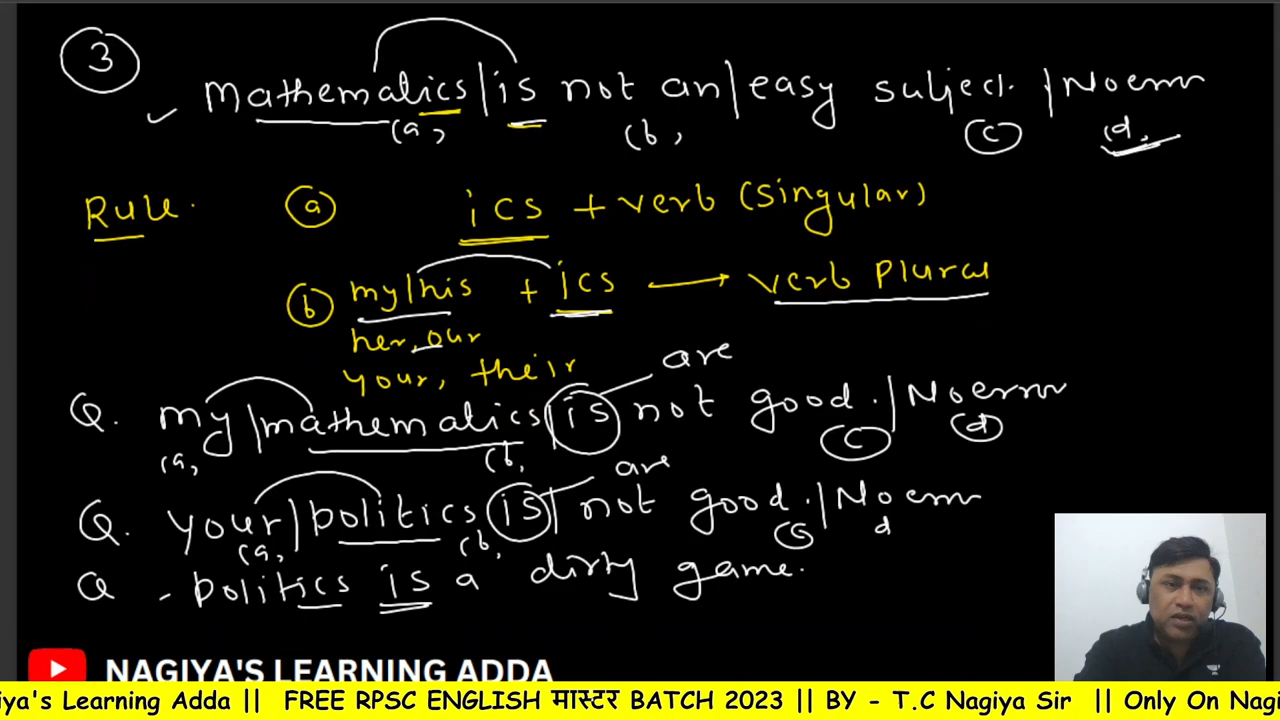 3
Mathematics / is not an / easy subject. / No error
(a, (b, (c) (d,
Rule. (a) ics + verb (singular)
(b) my/his + ics → verb plural
her, our
your, their
are
Q. my / mathematics / is not good. / No error
(a, (b, (c) (d)
are
Q. your / politics is / not good. / No error
(a, (b, (c) d
Q - politics is a dirty game.
NAGIYA'S LEARNING ADDA
iya's Learning Adda || FREE RPSC ENGLISH मास्टर BATCH 2023 || BY - T.C Nagiya Sir || Only On Nagi